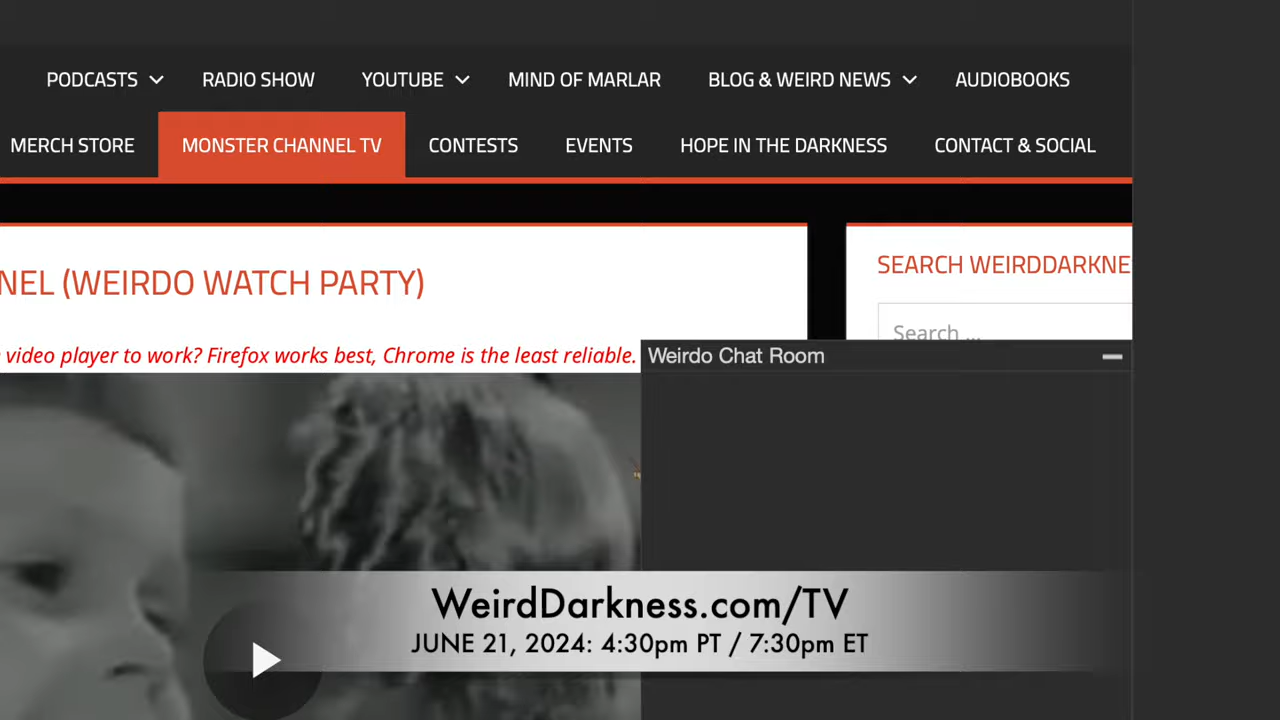 PODCASTS RADIO SHOW YOUTUBE MIND OF MARLAR BLOG & WEIRD NEWS AUDIOBOOKS
MERCH STORE MONSTER CHANNEL TV CONTESTS EVENTS HOPE IN THE DARKNESS CONTACT & SOCIAL
NEL (WEIRDO WATCH PARTY)
SEARCH WEIRDDARKNE
Search ...
video player to work? Firefox works best, Chrome is the least reliable.
Weirdo Chat Room
WeirdDarkness.com/TV
JUNE 21, 2024: 4:30pm PT / 7:30pm ET